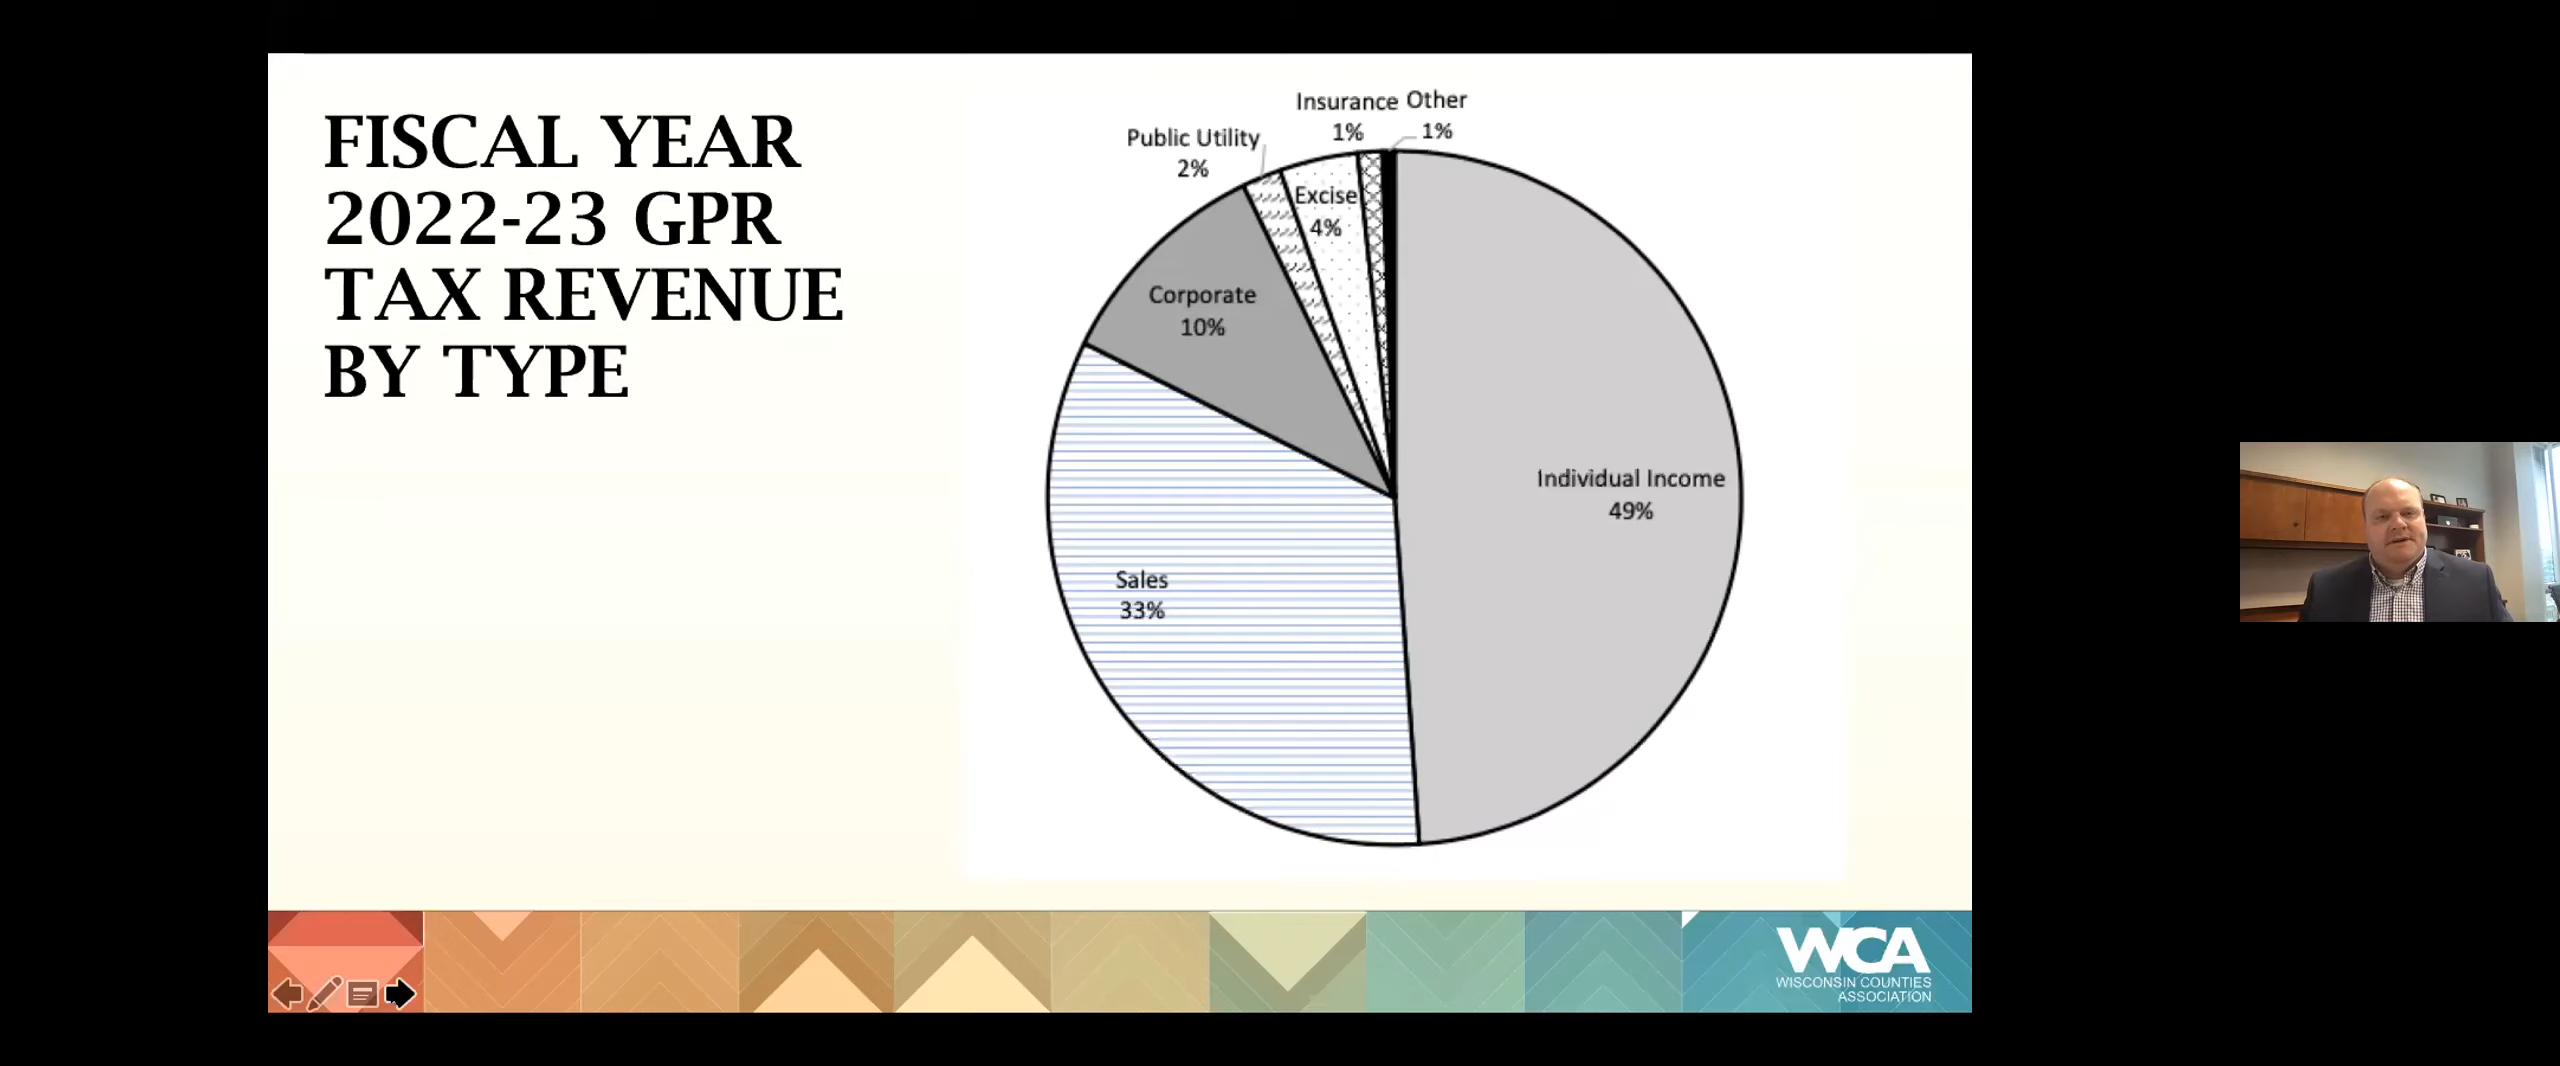 FISCAL YEAR
2022-23 GPR
TAX REVENUE
BY TYPE
Insurance
1%
Other
1%
Public Utility
2%
Excise
4%
Corporate
10%
Individual Income
49%
Sales
33%
WCA
WISCONSIN COUNTIES
ASSOCIATION